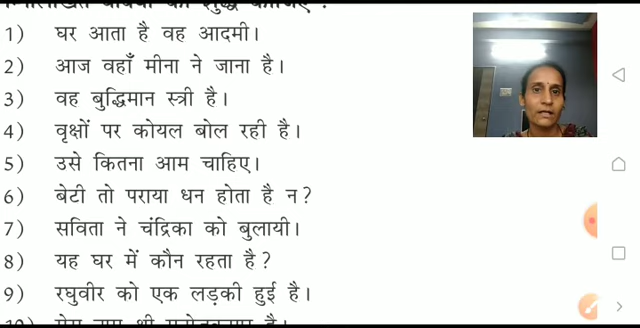 1) घर आता है वह आदमी।
2) आज वहाँ मीना ने जाना है।
3) वह बुद्धिमान स्त्री है।
4) वृक्षों पर कोयल बोल रही है।
5) उसे कितना आम चाहिए।
6) बेटी तो पराया धन होता है न?
7) सविता ने चंद्रिका को बुलायी।
8) यह घर में कौन रहता है?
9) रघुवीर को एक लड़की हुई है।